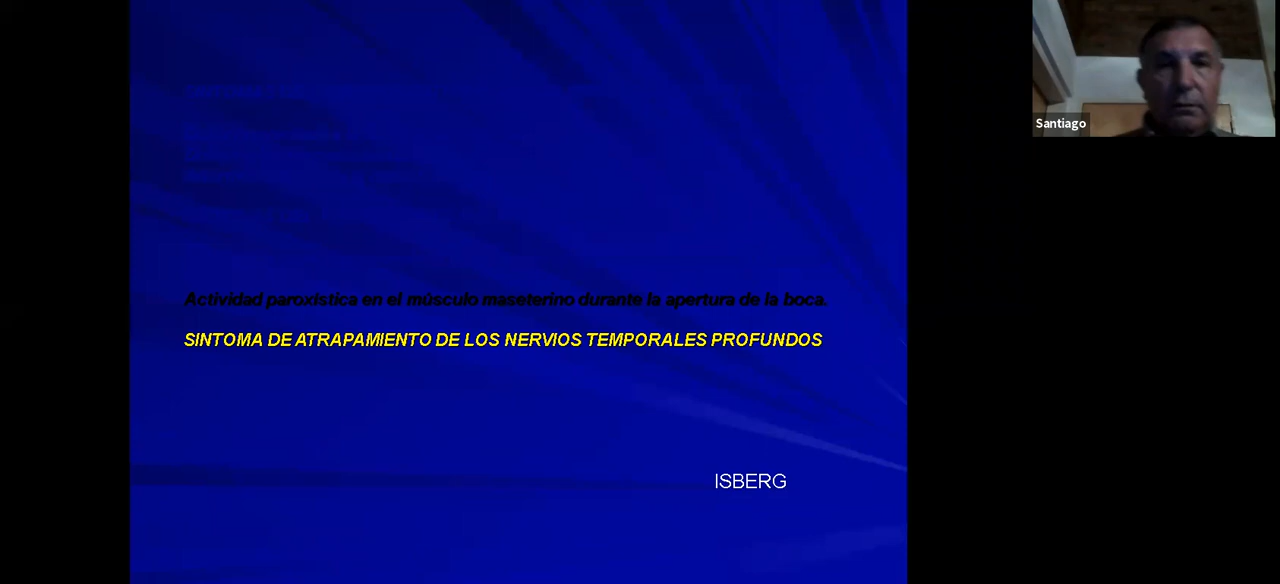 Santiago
Actividad paroxística en el músculo maseterino durante la apertura de la boca.
SINTOMA DE ATRAPAMIENTO DE LOS NERVIOS TEMPORALES PROFUNDOS
ISBERG